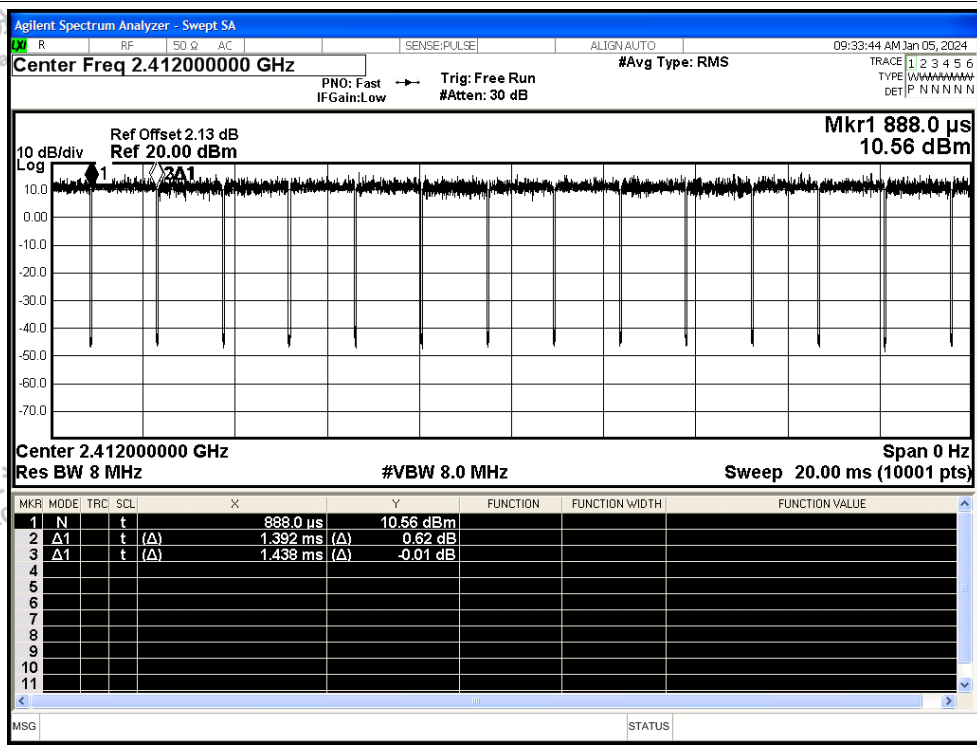 Agilent Spectrum Analyzer - Swept SA
LXI R RF 50 Ω AC SENSE:PULSE ALIGN AUTO 09:33:44 AM Jan 05, 2024
Center Freq 2.412000000 GHz #Avg Type: RMS TRACE 1 2 3 4 5 6
PNO: Fast Trig: Free Run TYPE WWWWWW
IFGain:Low #Atten: 30 dB DET P N N N N N
Mkr1 888.0 µs
Ref Offset 2.13 dB
10 dB/div Ref 20.00 dBm 10.56 dBm
Log
1 3Δ1
10.0
0.00
-10.0
-20.0
-30.0
-40.0
-50.0
-60.0
-70.0
Center 2.412000000 GHz Span 0 Hz
Res BW 8 MHz #VBW 8.0 MHz Sweep 20.00 ms (10001 pts)
MKR MODE TRC SCL X Y FUNCTION FUNCTION WIDTH FUNCTION VALUE
1 N t 888.0 µs 10.56 dBm
2 Δ1 t (Δ) 1.392 ms (Δ) 0.62 dB
3 Δ1 t (Δ) 1.438 ms (Δ) -0.01 dB
4
5
6
7
8
9
10
11
MSG STATUS